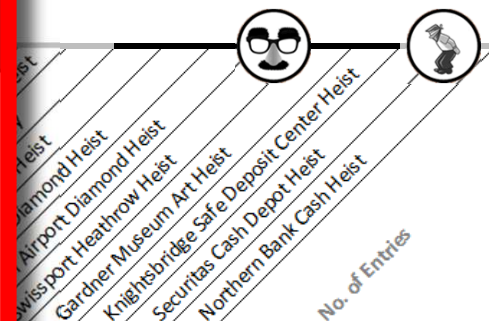 Heist
Diamond Heist
Airport Diamond Heist
Swissport Heathrow Heist
Gardner Museum Art Heist
Knightsbridge Safe Deposit Center Heist
Securitas Cash Depot Heist
Northern Bank Cash Heist
No. of Entries